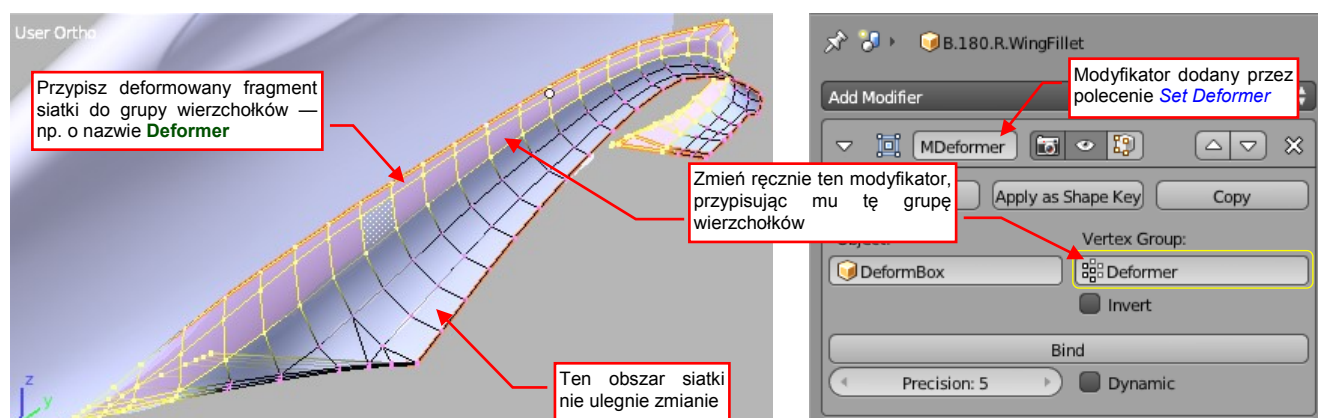 User Ortho
Przypisz deformowany fragment
siatki do grupy wierzchołków —
np. o nazwie Deformer
Ten obszar siatki
nie ulegnie zmianie
z
y
B.180.R.WingFillet
Modyfikator dodany przez
polecenie Set Deformer
Add Modifier
MDeformer
Zmień ręcznie ten modyfikator,
przypisując mu tę grupę
wierzchołków
Apply as Shape Key
Copy
Vertex Group:
DeformBox
Deformer
Invert
Bind
Precision: 5
Dynamic